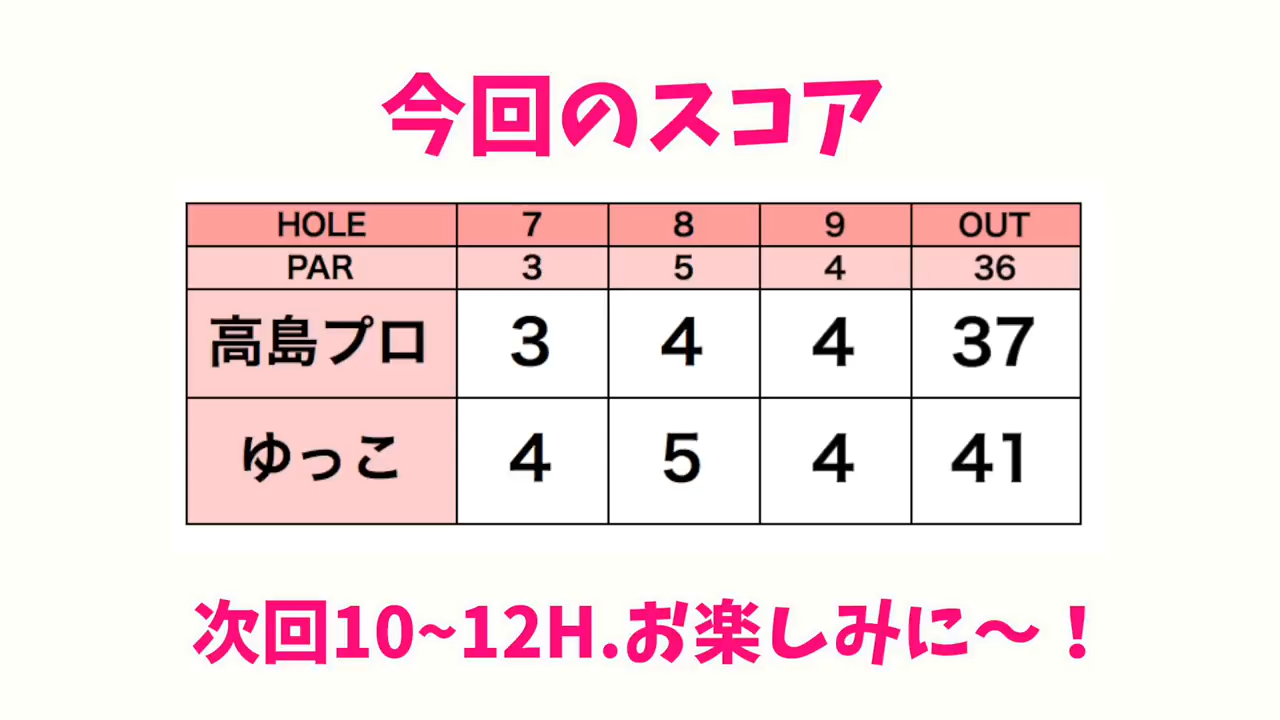 今回のスコア
HOLE 7 8 9 OUT
PAR 3 5 4 36
高島プロ 3 4 4 37
ゆっこ 4 5 4 41
次回10~12H.お楽しみに〜！